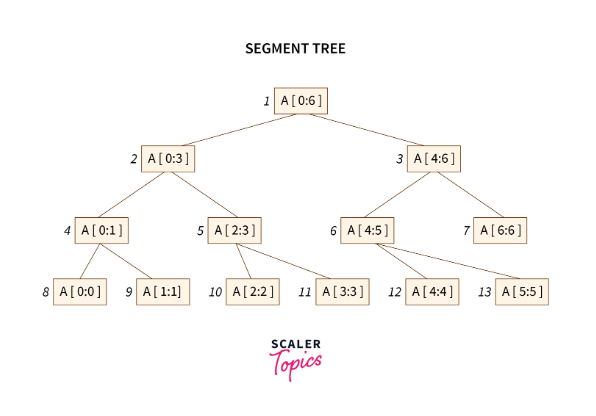 SEGMENT TREE
1 A [ 0:6 ]
2 A [ 0:3 ] 3 A [ 4:6 ]
4 A [ 0:1 ] 5 A [ 2:3 ] 6 A [ 4:5 ] 7 A [ 6:6 ]
8 A [ 0:0 ] 9 A [ 1:1] 10 A [ 2:2 ] 11 A [ 3:3 ] 12 A [ 4:4 ] 13 A [ 5:5 ]
SCALER
Topics